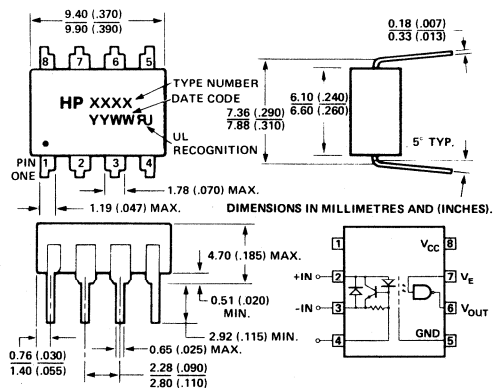 9.40 (.370)
9.90 (.390)
8 7 6 5
HP XXXX
YYWW RU
TYPE NUMBER
DATE CODE
UL
RECOGNITION
PIN
ONE
1 2 3 4
1.78 (.070) MAX.
1.19 (.047) MAX.
0.18 (.007)
0.33 (.013)
7.36 (.290)
7.88 (.310)
6.10 (.240)
6.60 (.260)
5° TYP.
DIMENSIONS IN MILLIMETRES AND (INCHES).
4.70 (.185) MAX.
0.51 (.020)
MIN.
2.92 (.115) MIN.
0.76 (.030)
1.40 (.055)
0.65 (.025) MAX.
2.28 (.090)
2.80 (.110)
1 VCC 8
+IN 2 7 VE
-IN 3 6 VOUT
4 GND 5